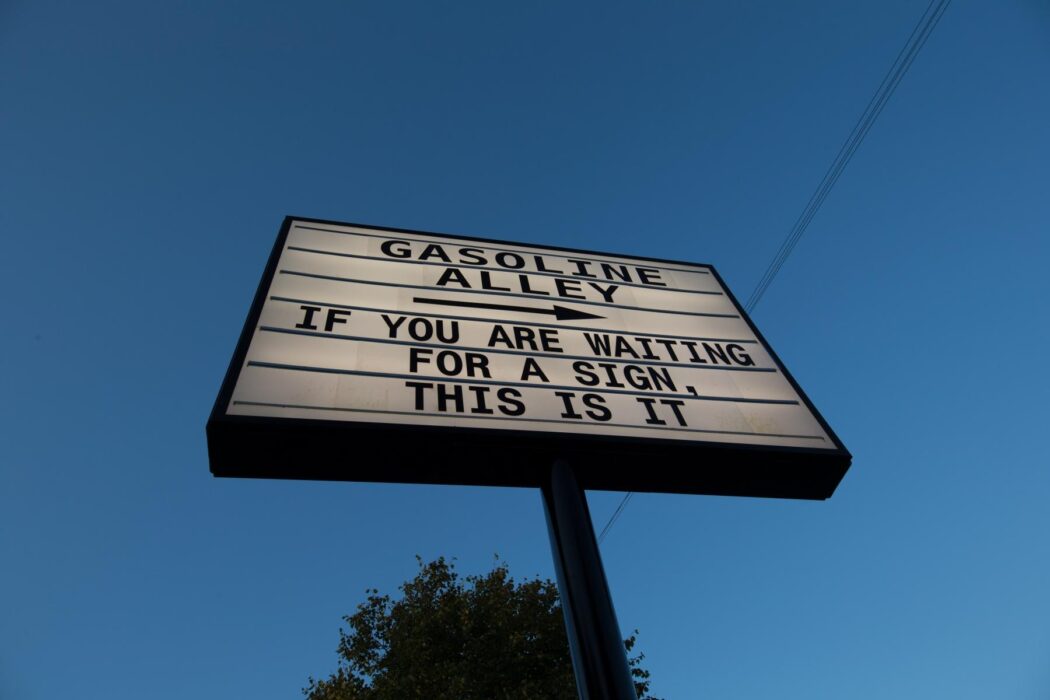 GASOLINE
ALLEY
IF YOU ARE WAITING
FOR A SIGN,
THIS IS IT